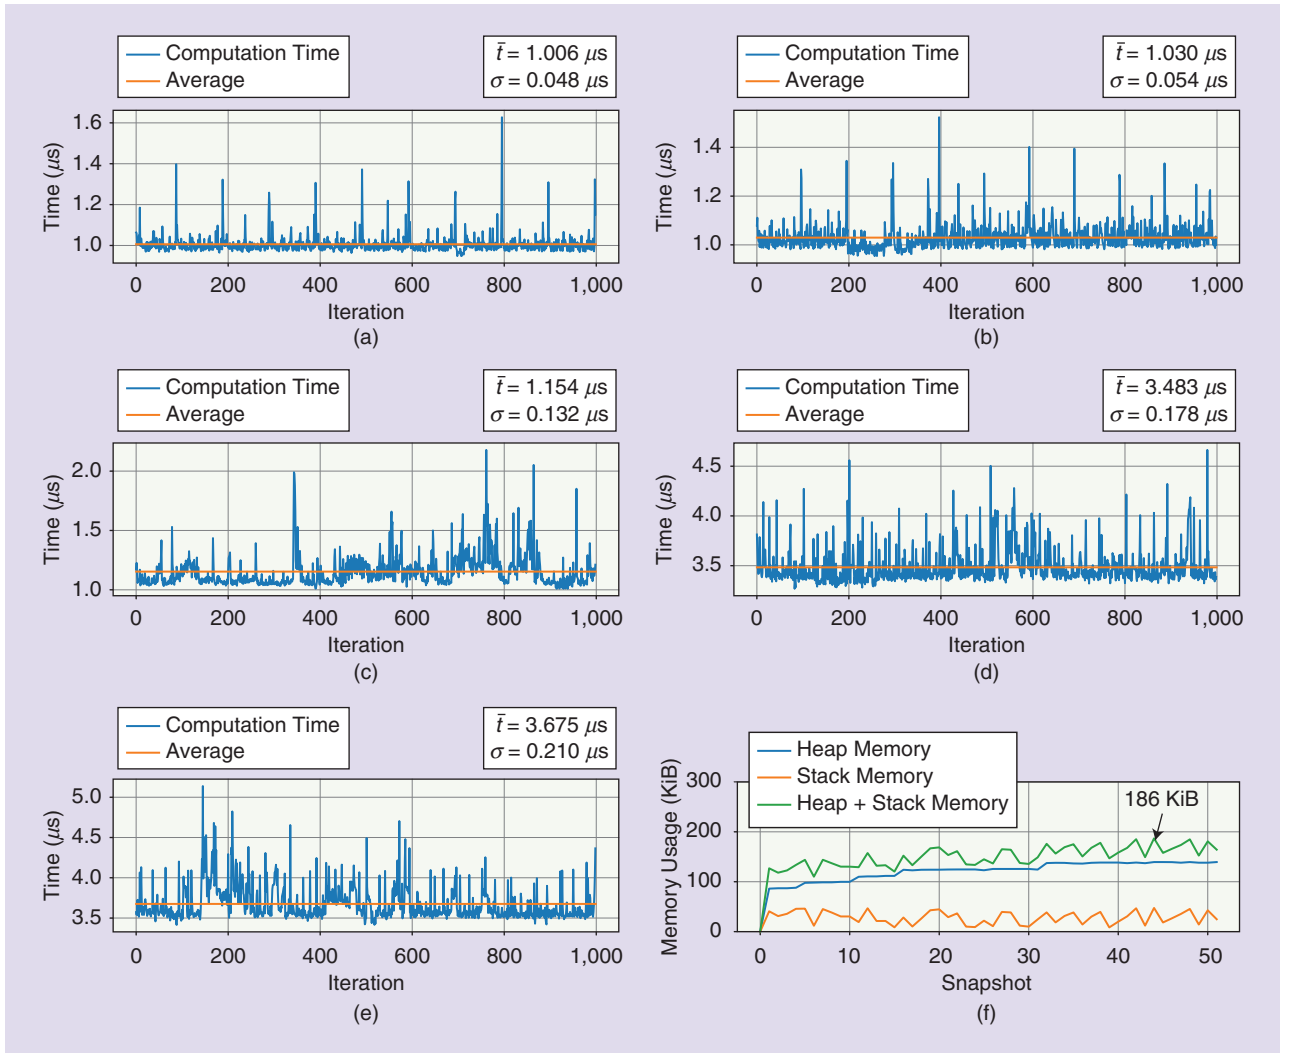 Computation Time
Average
t̄ = 1.006 μs
σ = 0.048 μs
Time (μs)
1.6
1.4
1.2
1.0
0 200 400 600 800 1,000
Iteration
(a)
Computation Time
Average
t̄ = 1.030 μs
σ = 0.054 μs
Time (μs)
1.4
1.2
1.0
0 200 400 600 800 1,000
Iteration
(b)
Computation Time
Average
t̄ = 1.154 μs
σ = 0.132 μs
Time (μs)
2.0
1.5
1.0
0 200 400 600 800 1,000
Iteration
(c)
Computation Time
Average
t̄ = 3.483 μs
σ = 0.178 μs
Time (μs)
4.5
4.0
3.5
0 200 400 600 800 1,000
Iteration
(d)
Computation Time
Average
t̄ = 3.675 μs
σ = 0.210 μs
Time (μs)
5.0
4.5
4.0
3.5
0 200 400 600 800 1,000
Iteration
(e)
Heap Memory
Stack Memory
Heap + Stack Memory
Memory Usage (KiB)
300
200
100
0
186 KiB
0 10 20 30 40 50
Snapshot
(f)